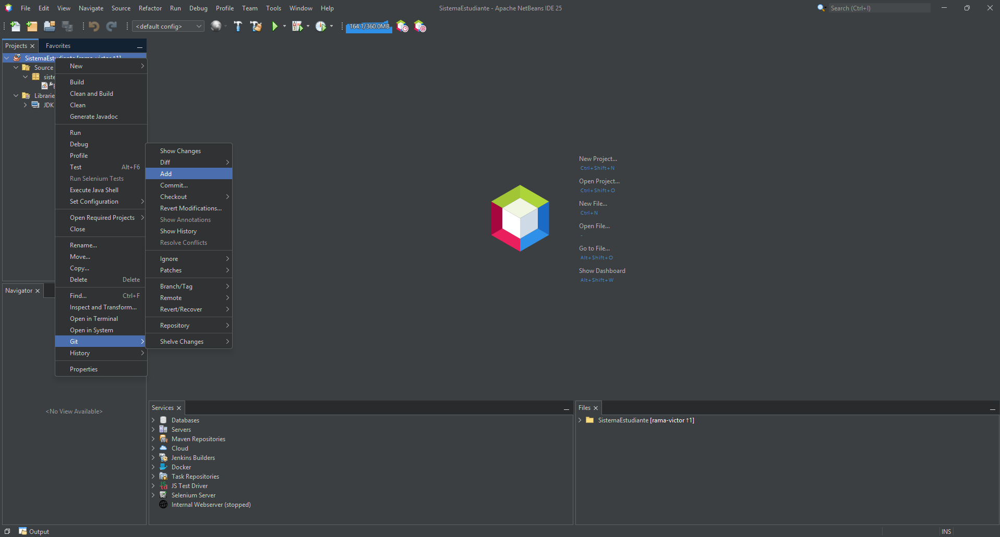 File Edit View Navigate Source Refactor Run Debug Profile Team Tools Window Help
SistemaEstudiante - Apache NetBeans IDE 25
Search (Ctrl+I)
<default config>
164.1/360.0MB
Projects
Favorites
SistemaEstudiante [rama-victor ↑1]
Source
siste
Librarie
JDK
New
Build
Clean and Build
Clean
Generate Javadoc
Run
Debug
Profile
Test Alt+F6
Run Selenium Tests
Execute Java Shell
Set Configuration
Open Required Projects
Close
Rename...
Move...
Copy...
Delete Delete
Find... Ctrl+F
Inspect and Transform...
Open in Terminal
Open in System
Git
History
Properties
Show Changes
Diff
Add
Commit...
Checkout
Revert Modifications...
Show Annotations
Show History
Resolve Conflicts
Ignore
Patches
Branch/Tag
Remote
Revert/Recover
Repository
Shelve Changes
New Project...
Ctrl+Shift+N
Open Project...
Ctrl+Shift+O
New File...
Ctrl+N
Open File...
-
Go to File...
Alt+Shift+O
Show Dashboard
Alt+Shift+W
Navigator
<No View Available>
Services
Databases
Servers
Maven Repositories
Cloud
Jenkins Builders
Docker
Task Repositories
JS Test Driver
Selenium Server
Internal Webserver (stopped)
Files
SistemaEstudiante [rama-victor ↑1]
Output
INS